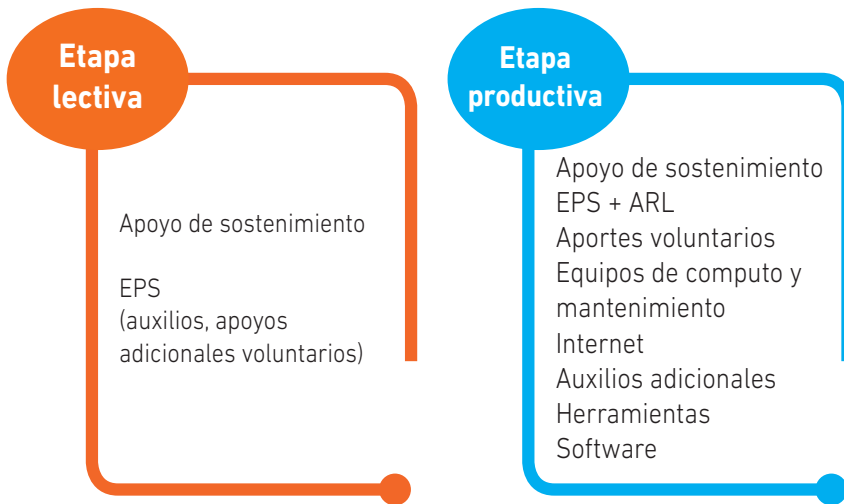 Etapa
lectiva
Apoyo de sostenimiento
EPS
(auxilios, apoyos
adicionales voluntarios)
Etapa
productiva
Apoyo de sostenimiento
EPS + ARL
Aportes voluntarios
Equipos de computo y
mantenimiento
Internet
Auxilios adicionales
Herramientas
Software